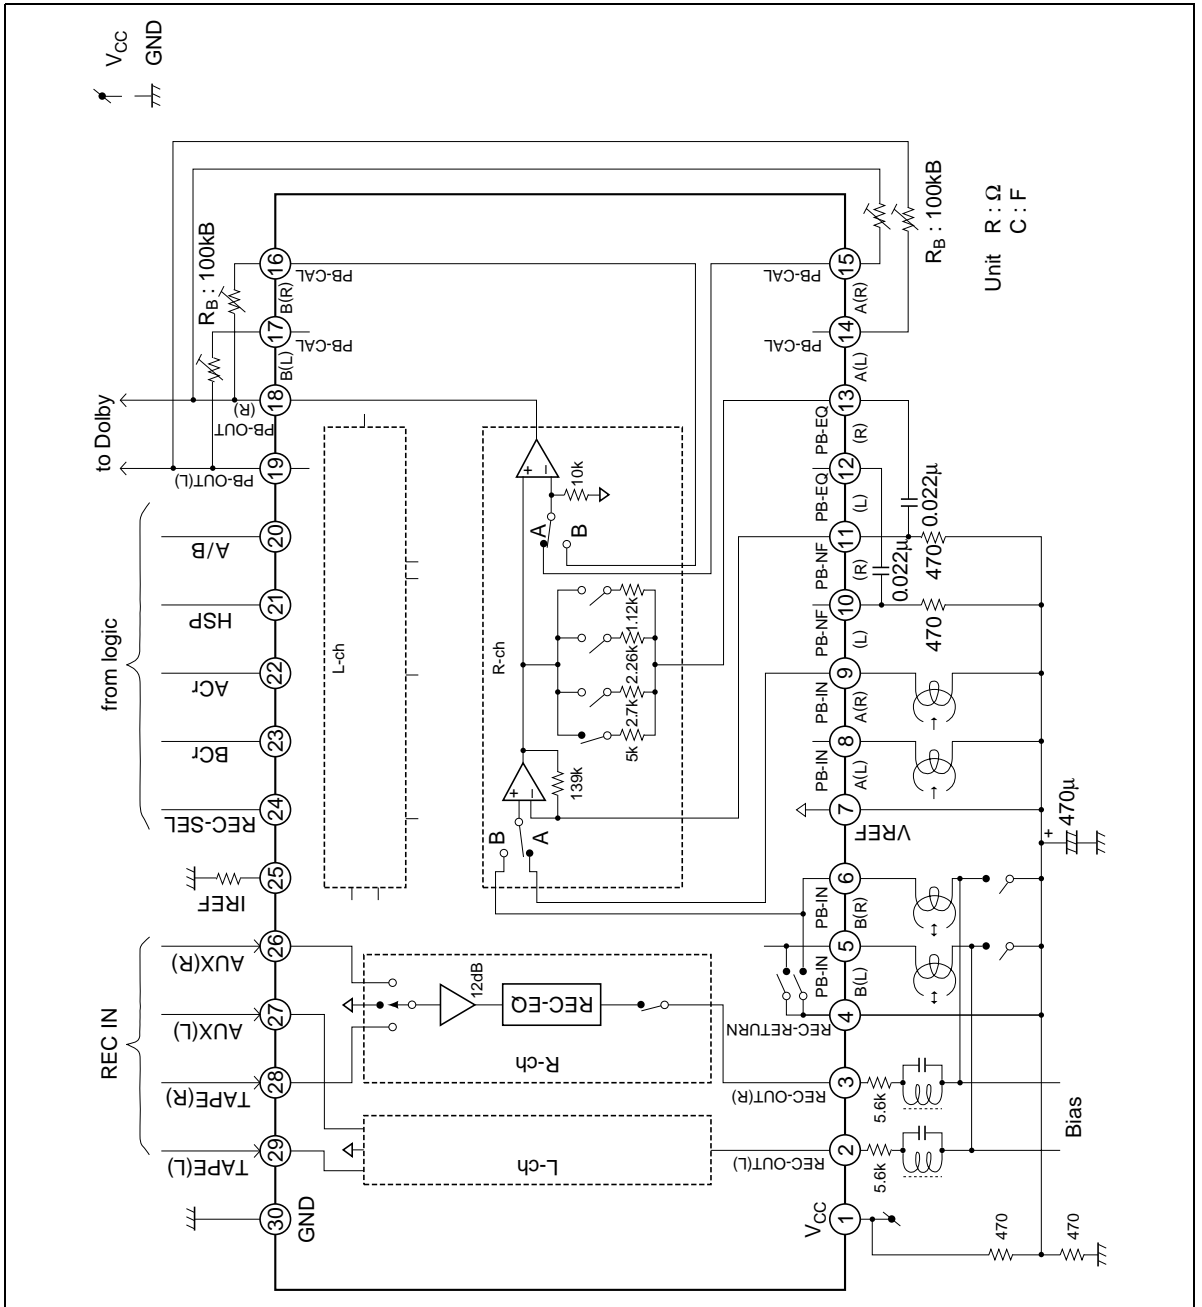 VCC
GND
to Dolby
RB : 100kB
from logic
REC IN
16
PB-CAL
B(R)
17
PB-CAL
B(L)
18
PB-OUT
(R)
19
PB-OUT(L)
20
A/B
21
HSP
22
ACr
23
BCr
24
REC-SEL
25
IREF
26
AUX(R)
27
AUX(L)
28
TAPE(R)
29
TAPE(L)
30
GND
L-ch
R-ch
A
B
10k
1.12k
2.26k
2.7k
5k
139k
B
A
12dB
REC-EQ
R-ch
L-ch
15
PB-CAL
A(R)
14
PB-CAL
A(L)
13
PB-EQ
(R)
12
PB-EQ
(L)
11
PB-NF
(R)
10
PB-NF
(L)
9
PB-IN
A(R)
8
PB-IN
A(L)
7
VREF
6
PB-IN
B(R)
5
PB-IN
B(L)
4
REC-RETURN
3
REC-OUT(R)
2
REC-OUT(L)
1
VCC
RB : 100kB
Unit R : Ω
C : F
0.022μ
0.022μ
470
470
+
470μ
5.6k
5.6k
Bias
470
470